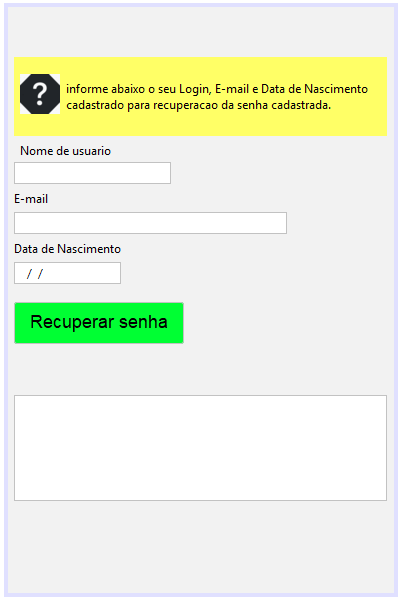 ?
informe abaixo o seu Login, E-mail e Data de Nascimento
cadastrado para recuperacao da senha cadastrada.
Nome de usuario
E-mail
Data de Nascimento
/ /
Recuperar senha